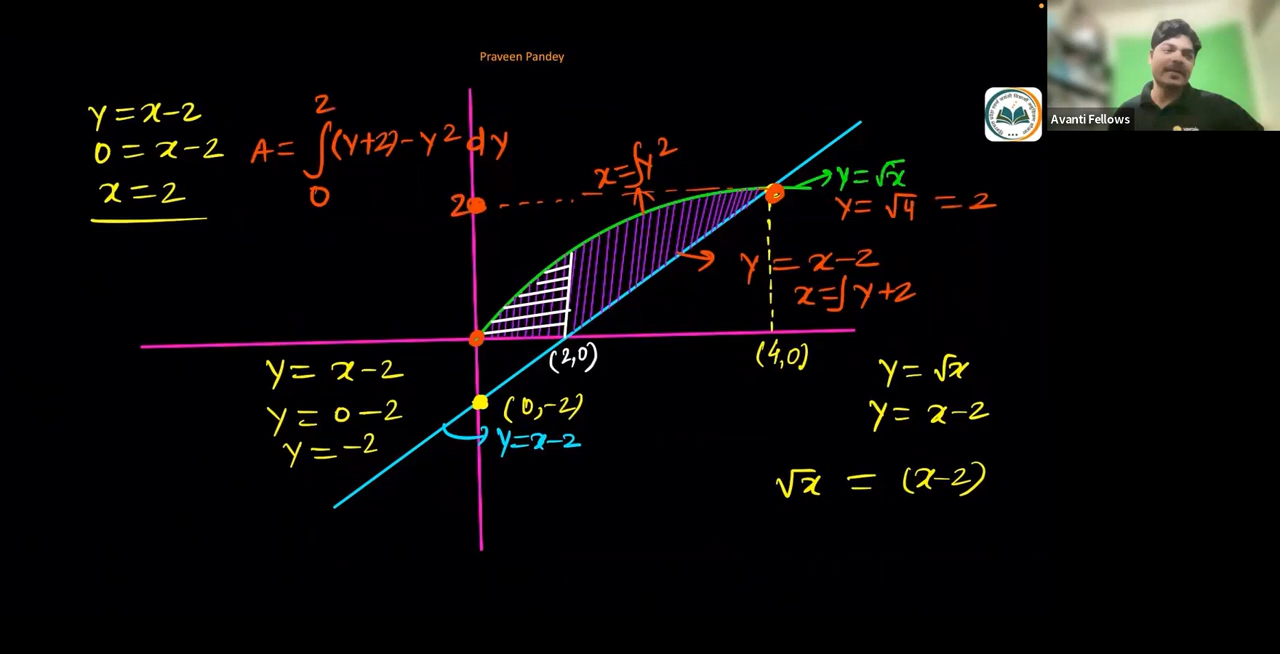 Praveen Pandey
Avanti Fellows
y = x-2
0 = x-2
x = 2
A = ∫₀² (y+2) - y² dy
x = ∫y²
y = √x
y = √4 = 2
2
y = x-2
x = ∫y+2
(2,0)
(4,0)
y = x-2
y = 0-2
y = -2
(0,-2)
y = x-2
y = √x
y = x-2
√x = (x-2)